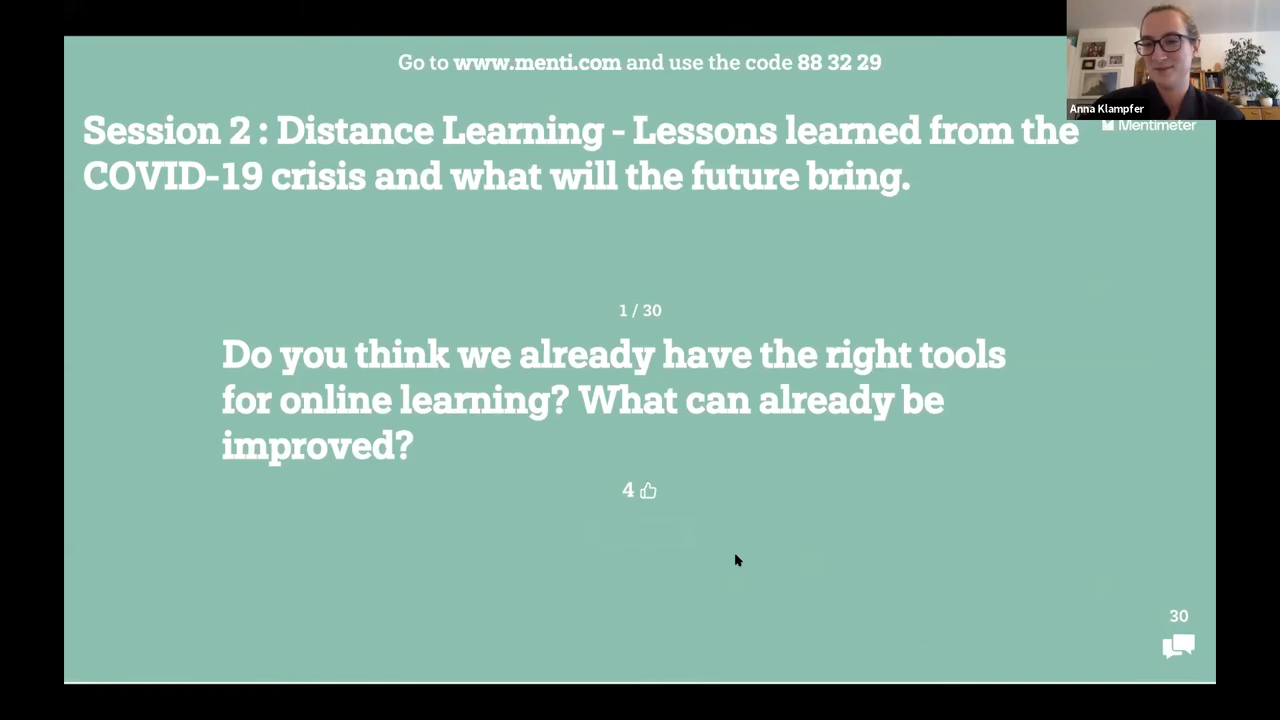 Go to www.menti.com and use the code 88 32 29
Anna Klampfer
Mentimeter
Session 2 : Distance Learning - Lessons learned from the
COVID-19 crisis and what will the future bring.
1 / 30
Do you think we already have the right tools
for online learning? What can already be
improved?
4
30